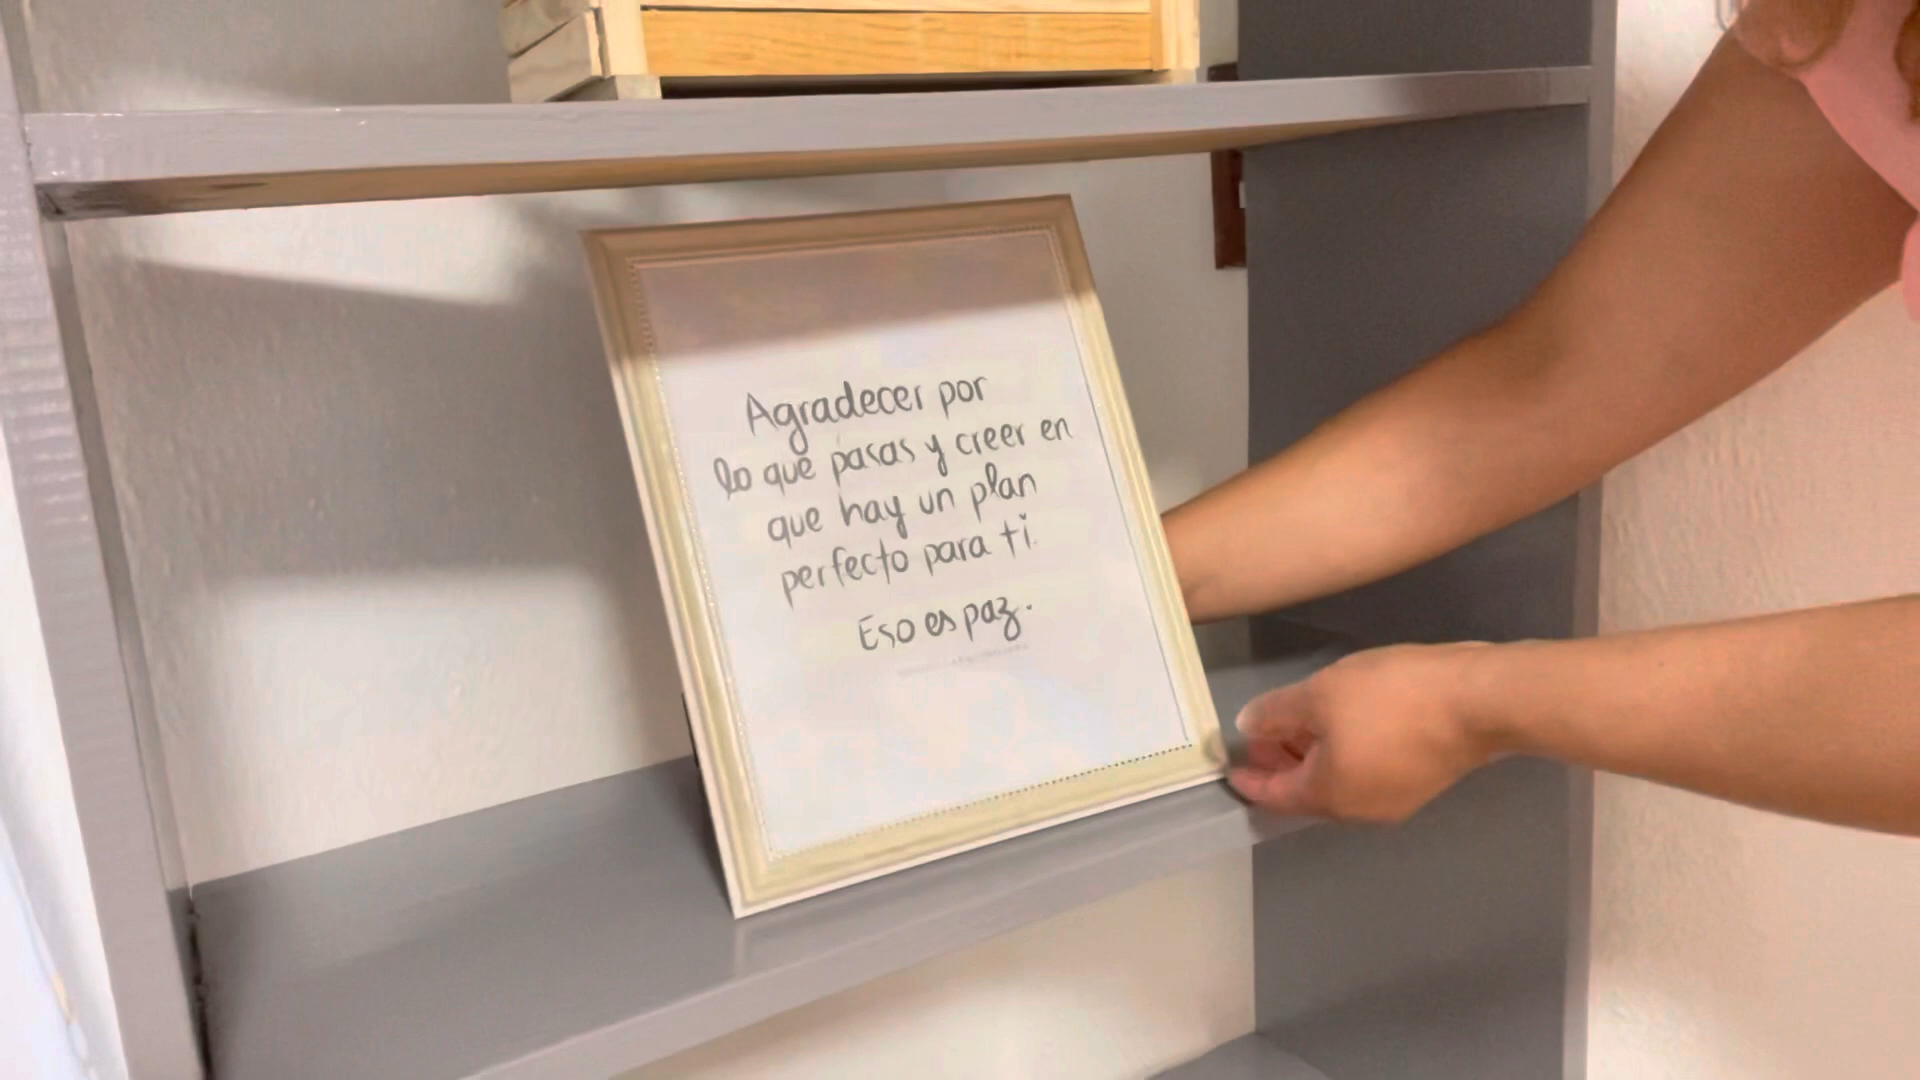 Agradecer por
lo que pasas y creer en
que hay un plan
perfecto para ti.
Eso es paz.